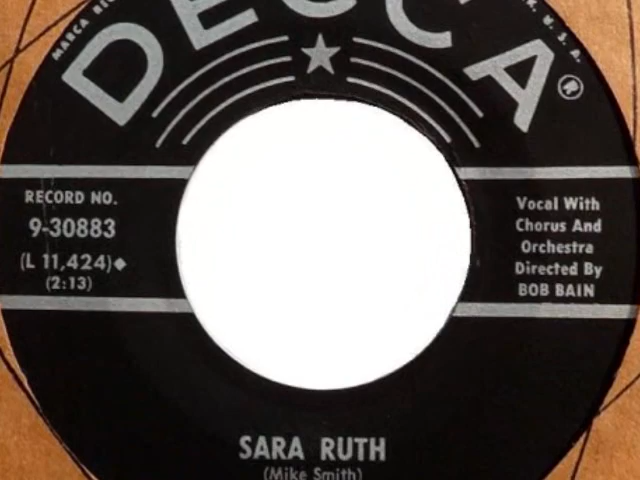 DECCA
U. S. A.
RECORD NO.
9-30883
(L 11,424)◆
(2:13)
Vocal With
Chorus And
Orchestra
Directed By
BOB BAIN
SARA RUTH
(Mike Smith)